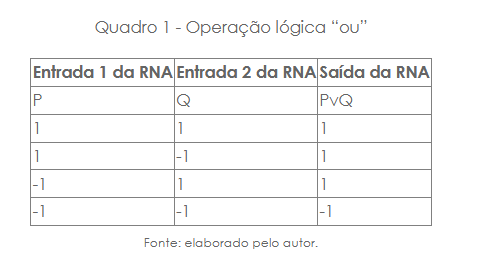 Quadro 1 - Operação lógica “ou”
Entrada 1 da RNA Entrada 2 da RNA Saída da RNA
P Q PvQ
1 1 1
1 -1 1
-1 1 1
-1 -1 -1
Fonte: elaborado pelo autor.